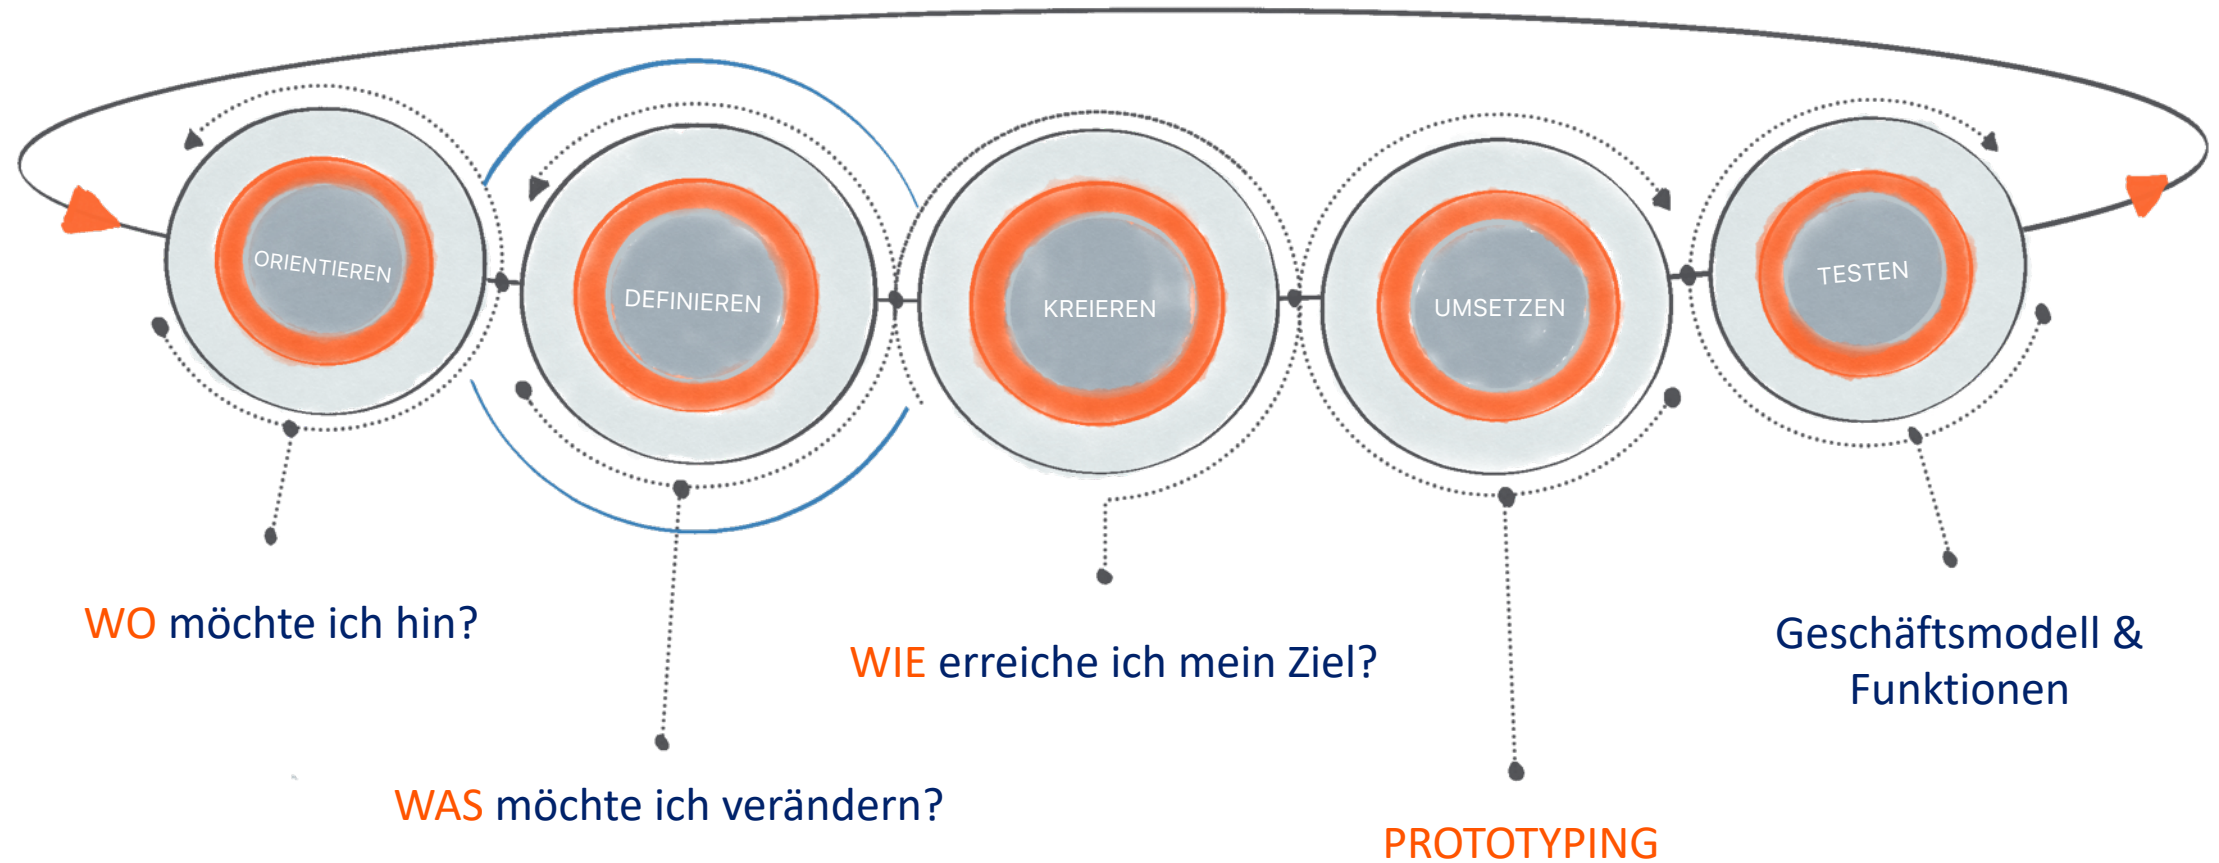 ORIENTIEREN
DEFINIEREN
KREIEREN
UMSETZEN
TESTEN
WO möchte ich hin?
WAS möchte ich verändern?
WIE erreiche ich mein Ziel?
PROTOTYPING
Geschäftsmodell &
Funktionen